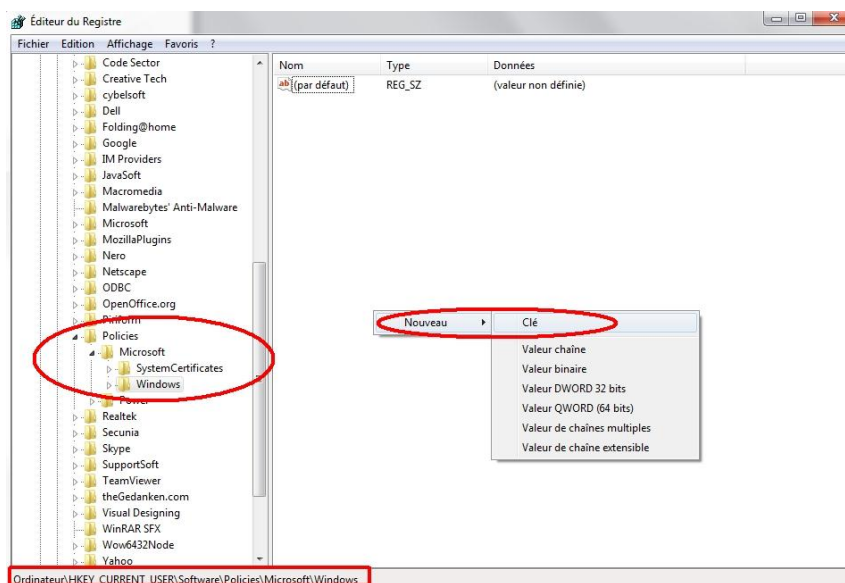 Éditeur du Registre
Fichier Edition Affichage Favoris ?
Code Sector
Creative Tech
cybelsoft
Dell
Folding@home
Google
IM Providers
JavaSoft
Macromedia
Malwarebytes' Anti-Malware
Microsoft
MozillaPlugins
Nero
Netscape
ODBC
OpenOffice.org
Piriform
Policies
Microsoft
SystemCertificates
Windows
Power
Realtek
Secunia
Skype
SupportSoft
TeamViewer
theGedanken.com
Visual Designing
WinRAR SFX
Wow6432Node
Yahoo
Nom Type Données
ab (par défaut) REG_SZ (valeur non définie)
Nouveau Clé
Valeur chaîne
Valeur binaire
Valeur DWORD 32 bits
Valeur QWORD (64 bits)
Valeur de chaînes multiples
Valeur de chaîne extensible
Ordinateur\HKEY_CURRENT_USER\Software\Policies\Microsoft\Windows